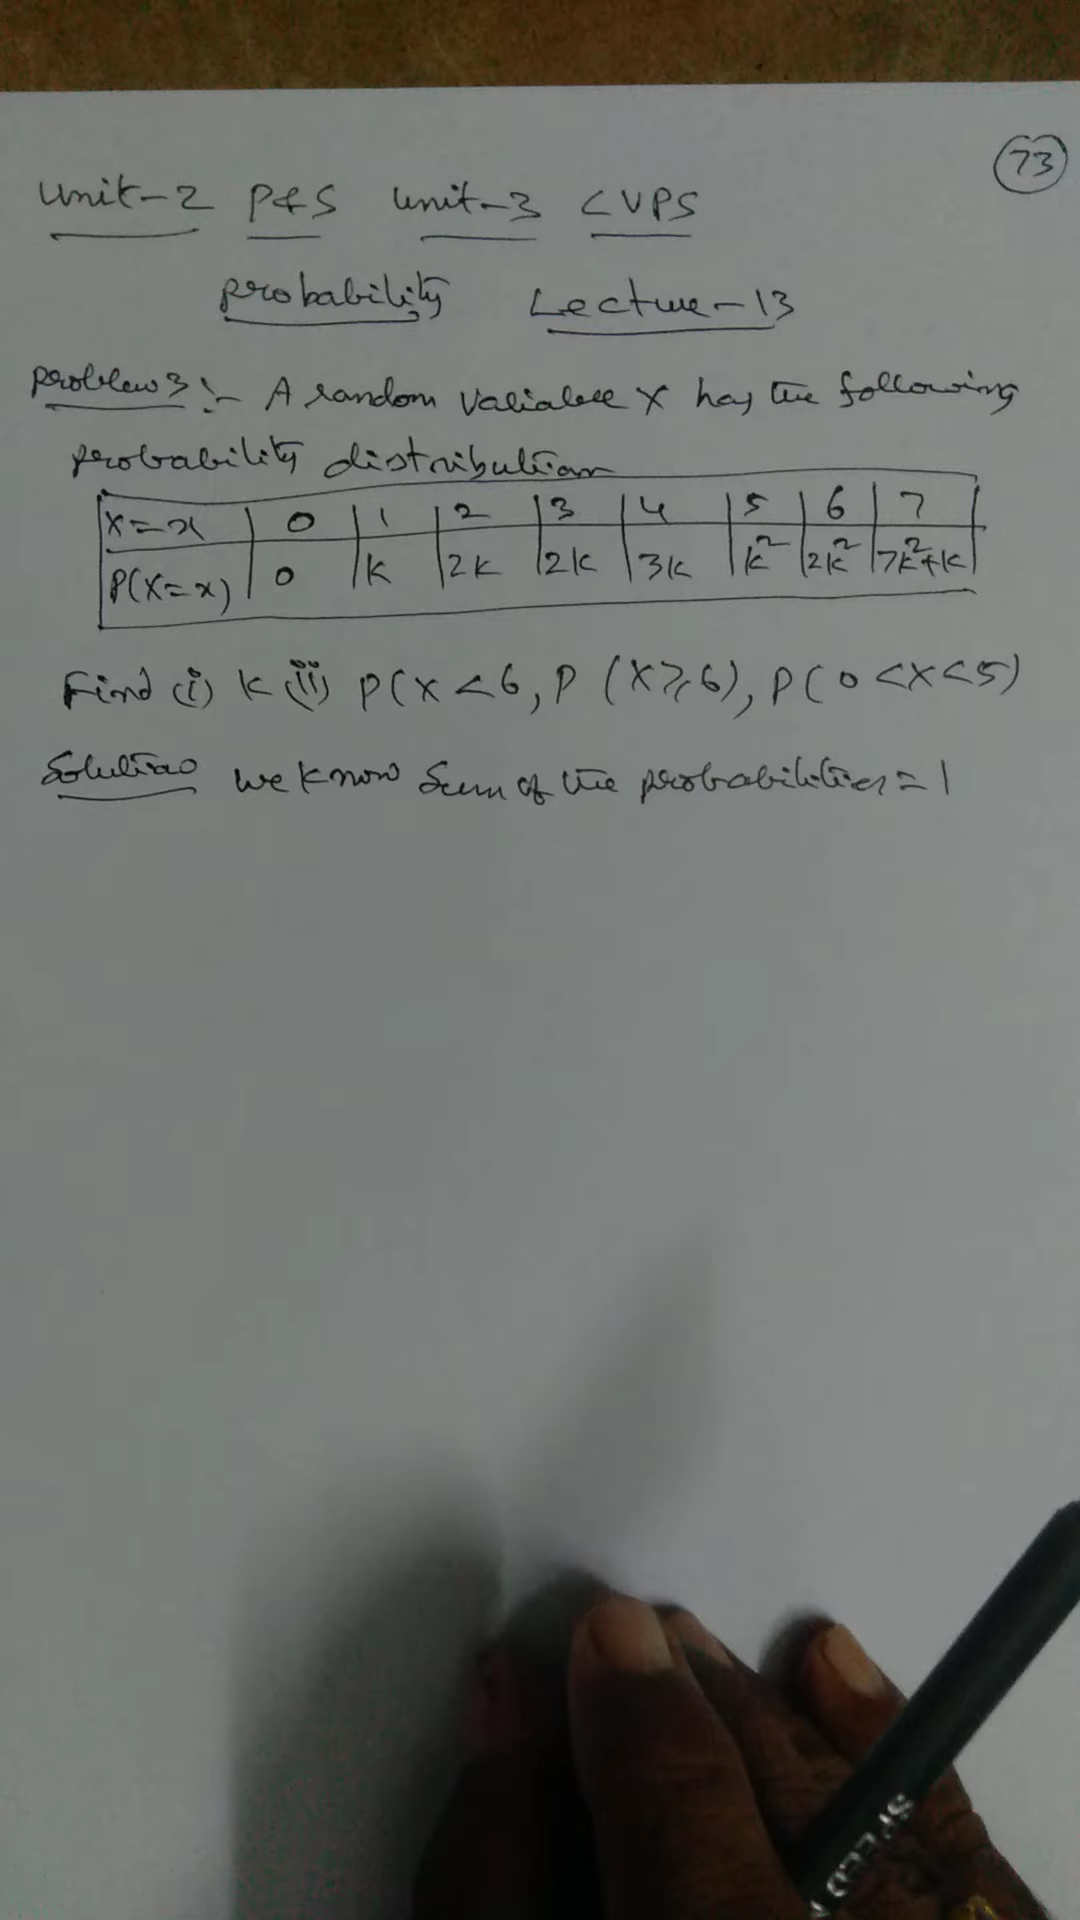 73
Unit-2 P&S Unit-3 CVPS
probability Lecture-13
problem 3:- A random variable X has the following
probability distribution
X=x | 0 | 1 | 2 | 3 | 4 | 5 | 6 | 7
P(X=x) | 0 | k | 2k | 2k | 3k | k² | 2k² | 7k²+k
Find (i) k (ii) P(X<6, P (X≥6), P(0<X<5)
Solution we know Sum of the probabilities=1
SPEED